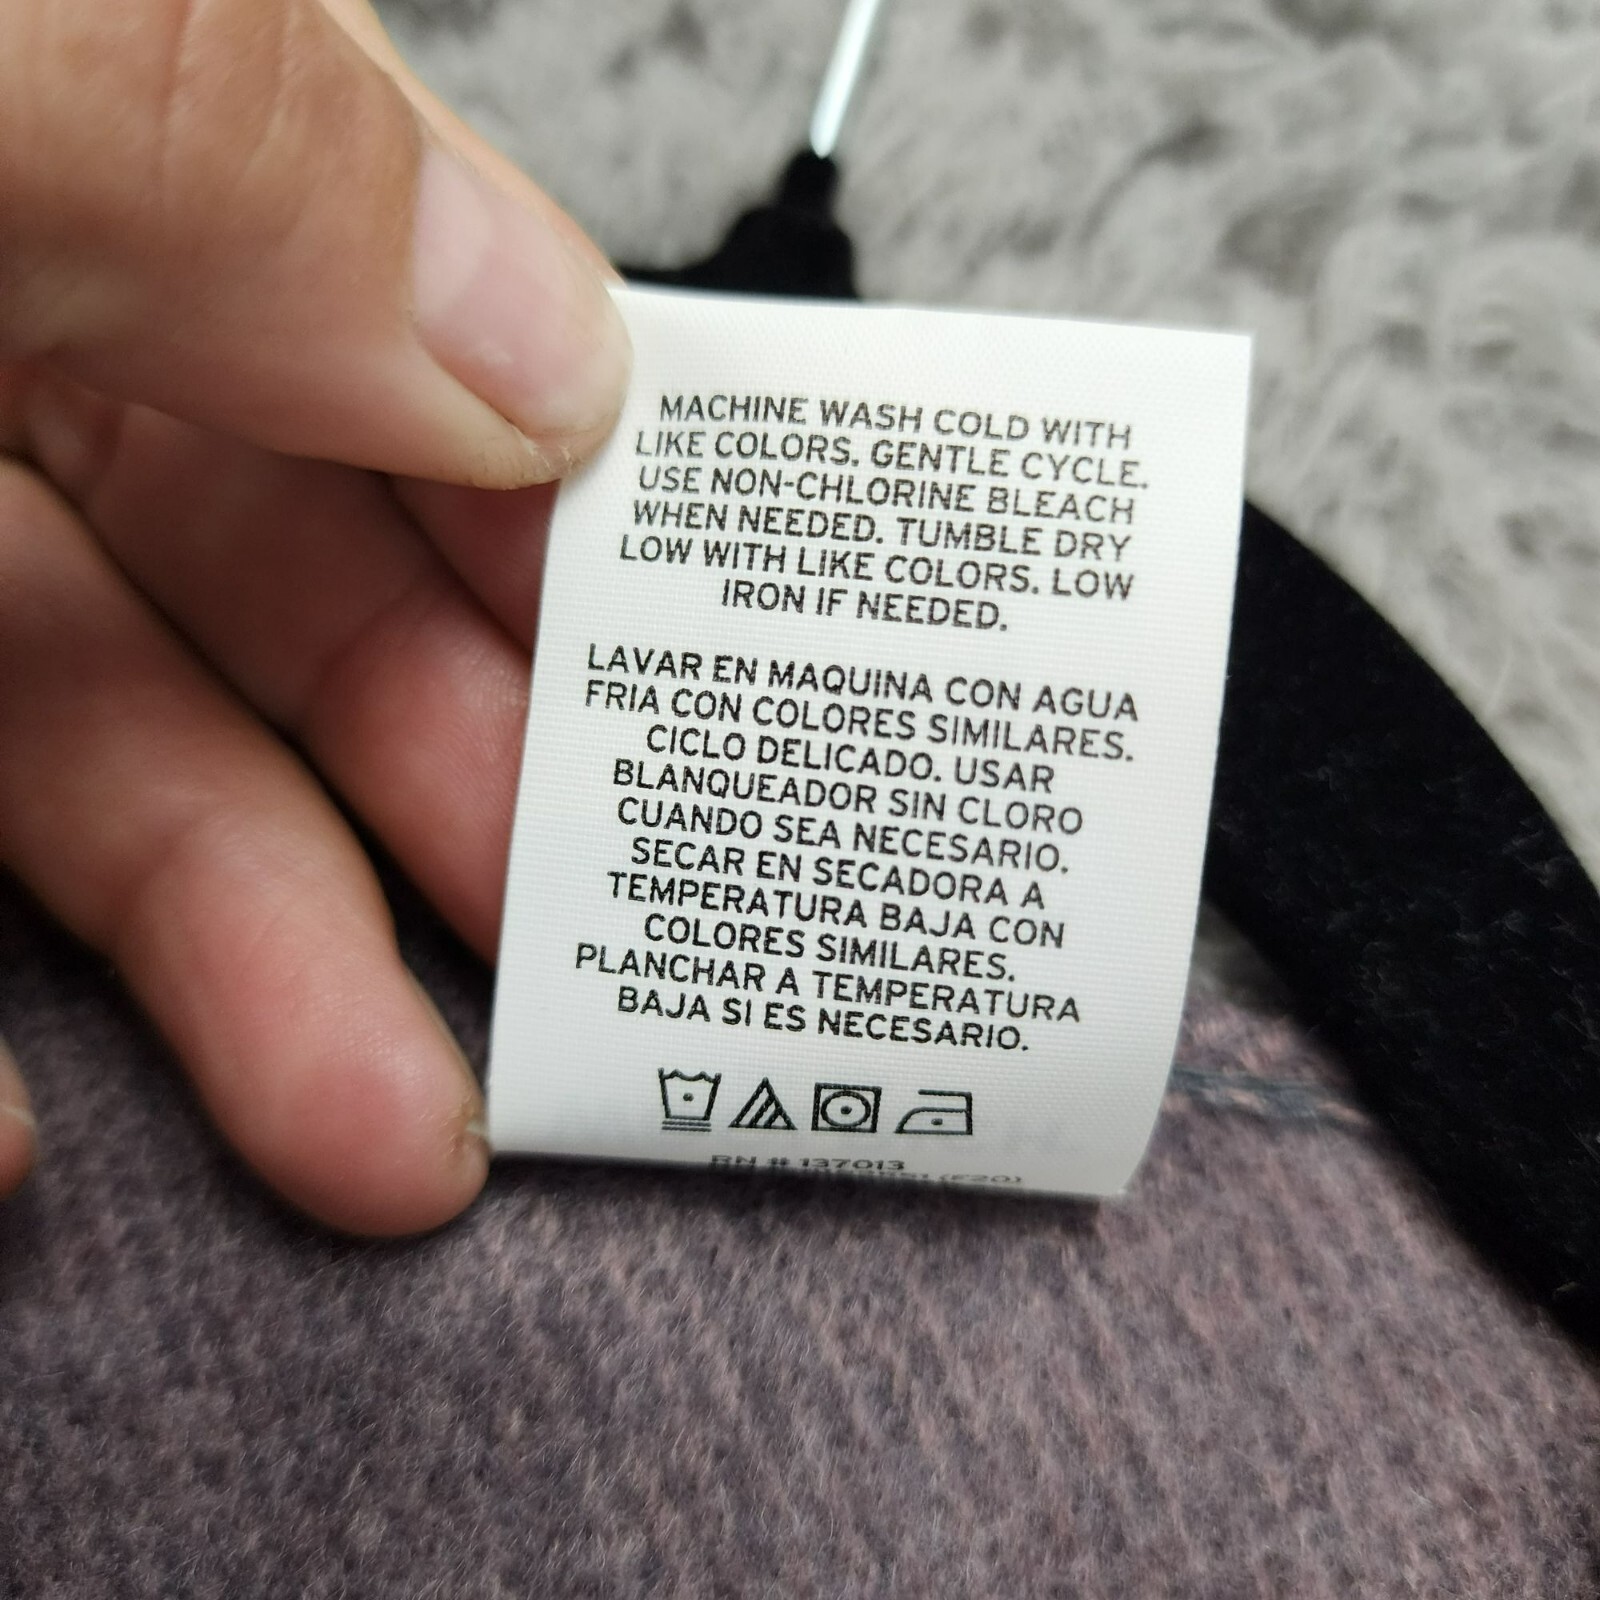 MACHINE WASH COLD WITH
LIKE COLORS. GENTLE CYCLE.
USE NON-CHLORINE BLEACH
WHEN NEEDED. TUMBLE DRY
LOW WITH LIKE COLORS. LOW
IRON IF NEEDED.
LAVAR EN MAQUINA CON AGUA
FRIA CON COLORES SIMILARES.
CICLO DELICADO. USAR
BLANQUEADOR SIN CLORO
CUANDO SEA NECESARIO.
SECAR EN SECADORA A
TEMPERATURA BAJA CON
COLORES SIMILARES.
PLANCHAR A TEMPERATURA
BAJA SI ES NECESARIO.
RN # 137013
(F20)